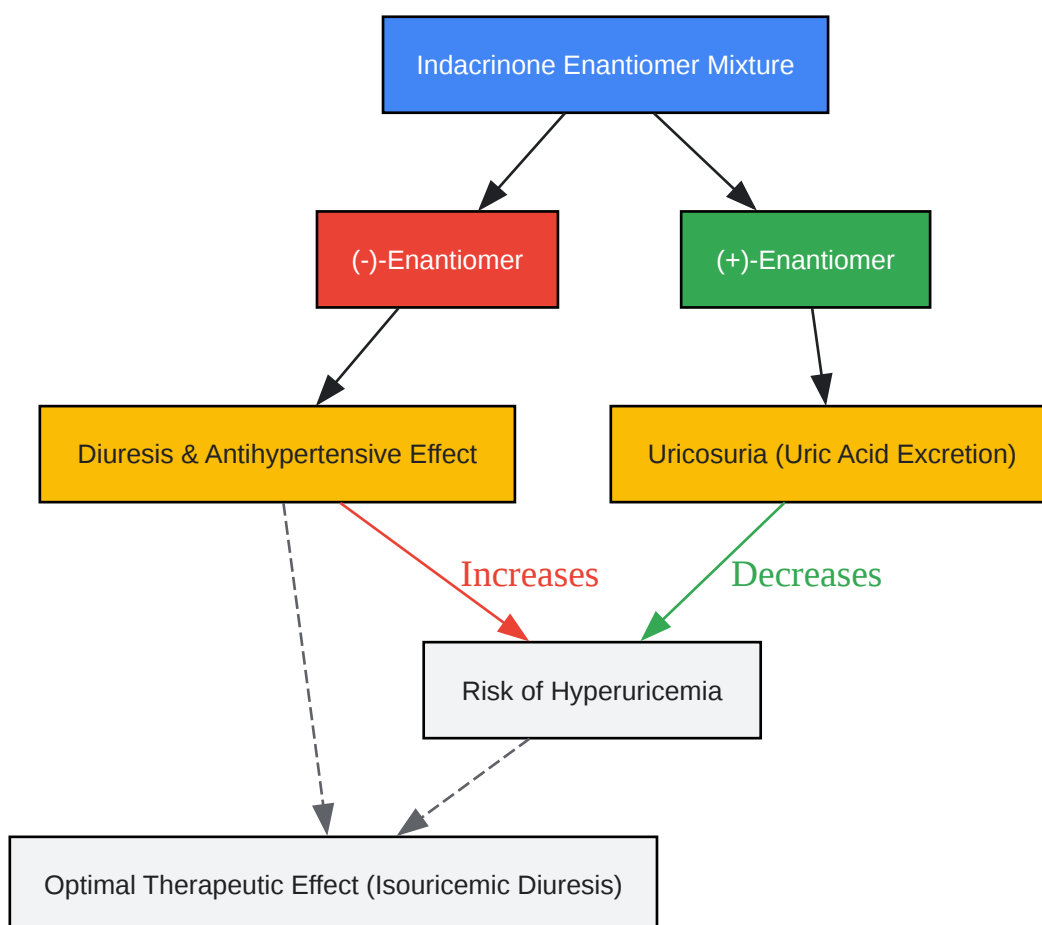 Indacrinone Enantiomer Mixture
(-)-Enantiomer
(+)-Enantiomer
Diuresis & Antihypertensive Effect
Uricosuria (Uric Acid Excretion)
Increases
Decreases
Risk of Hyperuricemia
Optimal Therapeutic Effect (Isouricemic Diuresis)